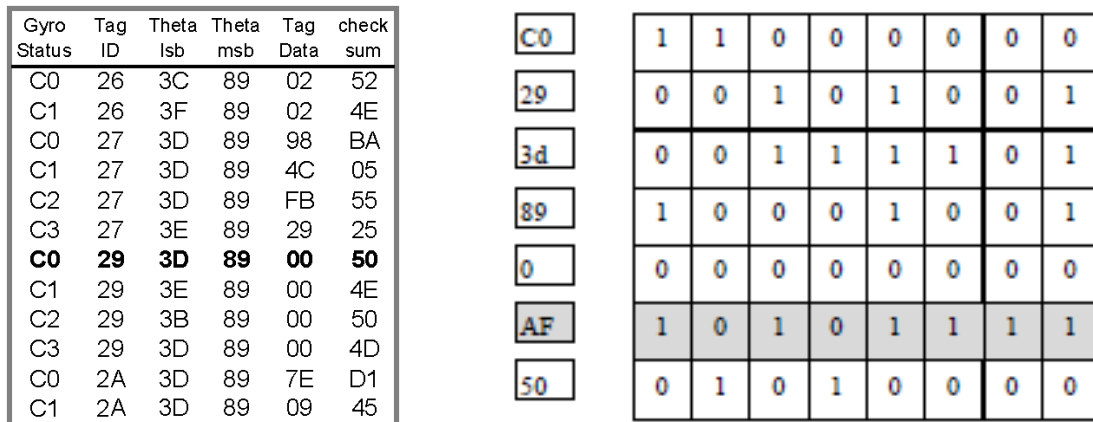 Gyro Tag Theta Theta Tag check
Status ID lsb msb Data sum
C0 26 3C 89 02 52
C1 26 3F 89 02 4E
C0 27 3D 89 98 BA
C1 27 3D 89 4C 05
C2 27 3D 89 FB 55
C3 27 3E 89 29 25
C0 29 3D 89 00 50
C1 29 3E 89 00 4E
C2 29 3B 89 00 50
C3 29 3D 89 00 4D
C0 2A 3D 89 7E D1
C1 2A 3D 89 09 45
C0 1 1 0 0 0 0 0 0
29 0 0 1 0 1 0 0 1
3d 0 0 1 1 1 1 0 1
89 1 0 0 0 1 0 0 1
0 0 0 0 0 0 0 0 0
AF 1 0 1 0 1 1 1 1
50 0 1 0 1 0 0 0 0